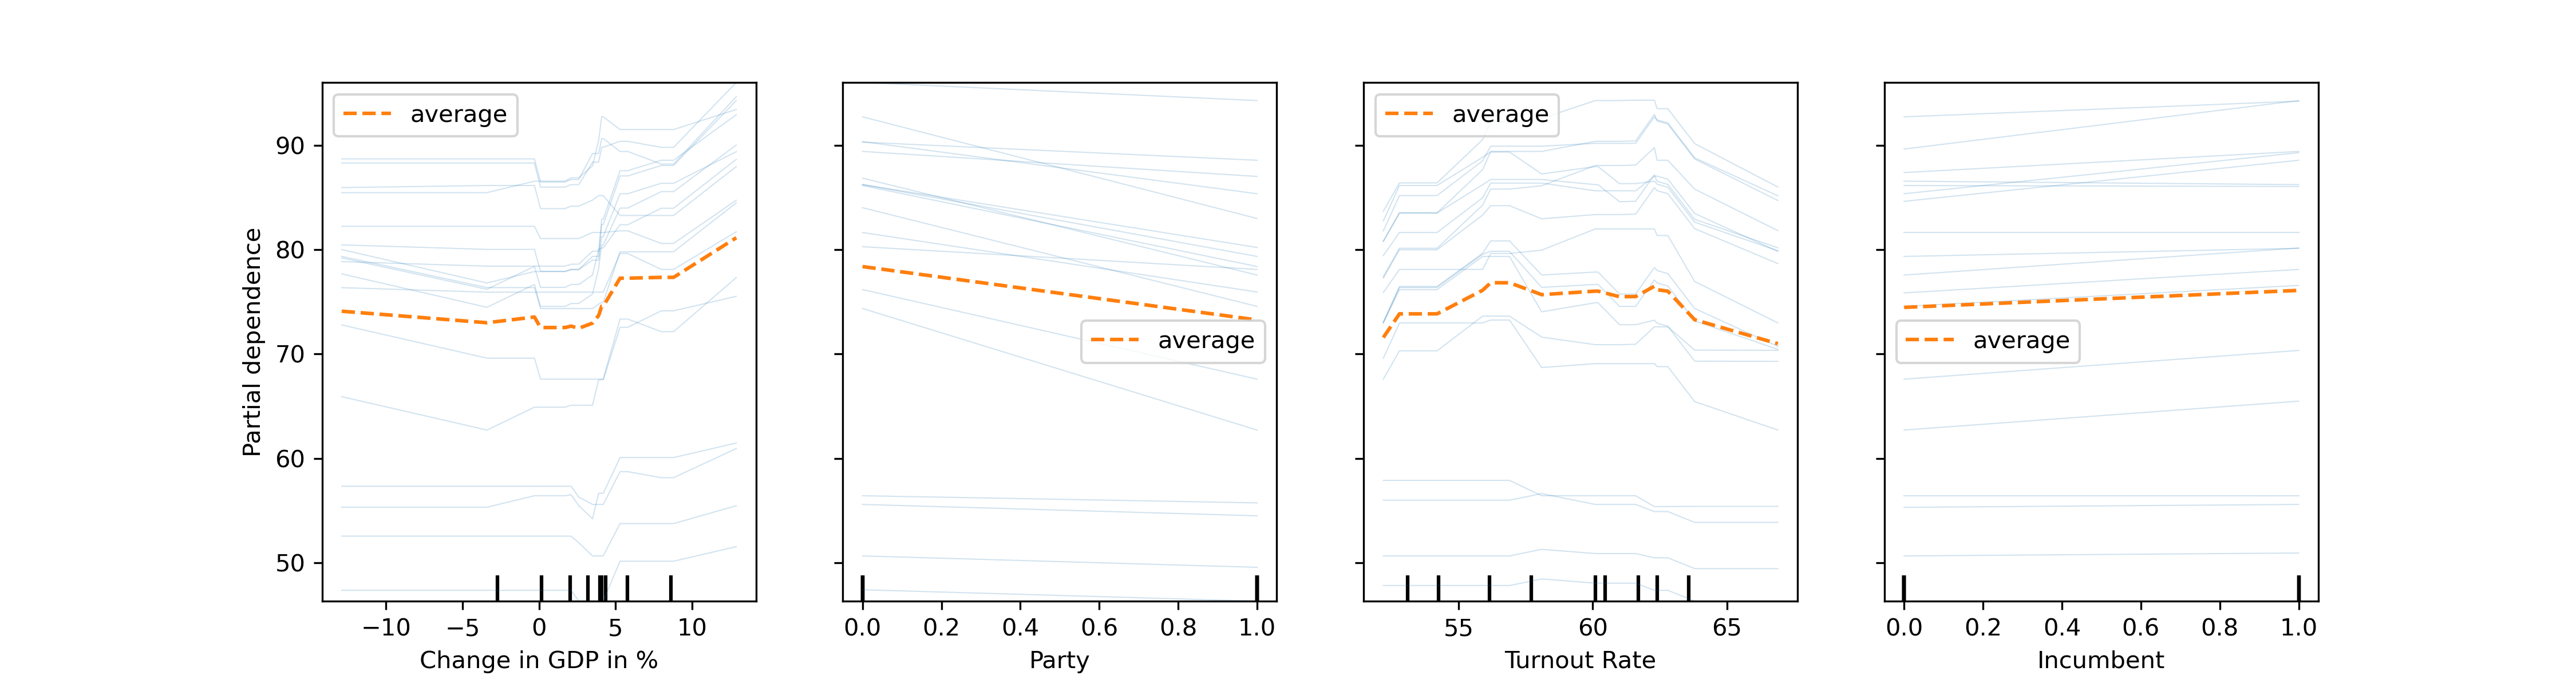 average
average
average
average
Partial dependence
90
80
70
60
50
−10 −5 0 5 10
Change in GDP in %
0.0 0.2 0.4 0.6 0.8 1.0
Party
55 60 65
Turnout Rate
0.0 0.2 0.4 0.6 0.8 1.0
Incumbent